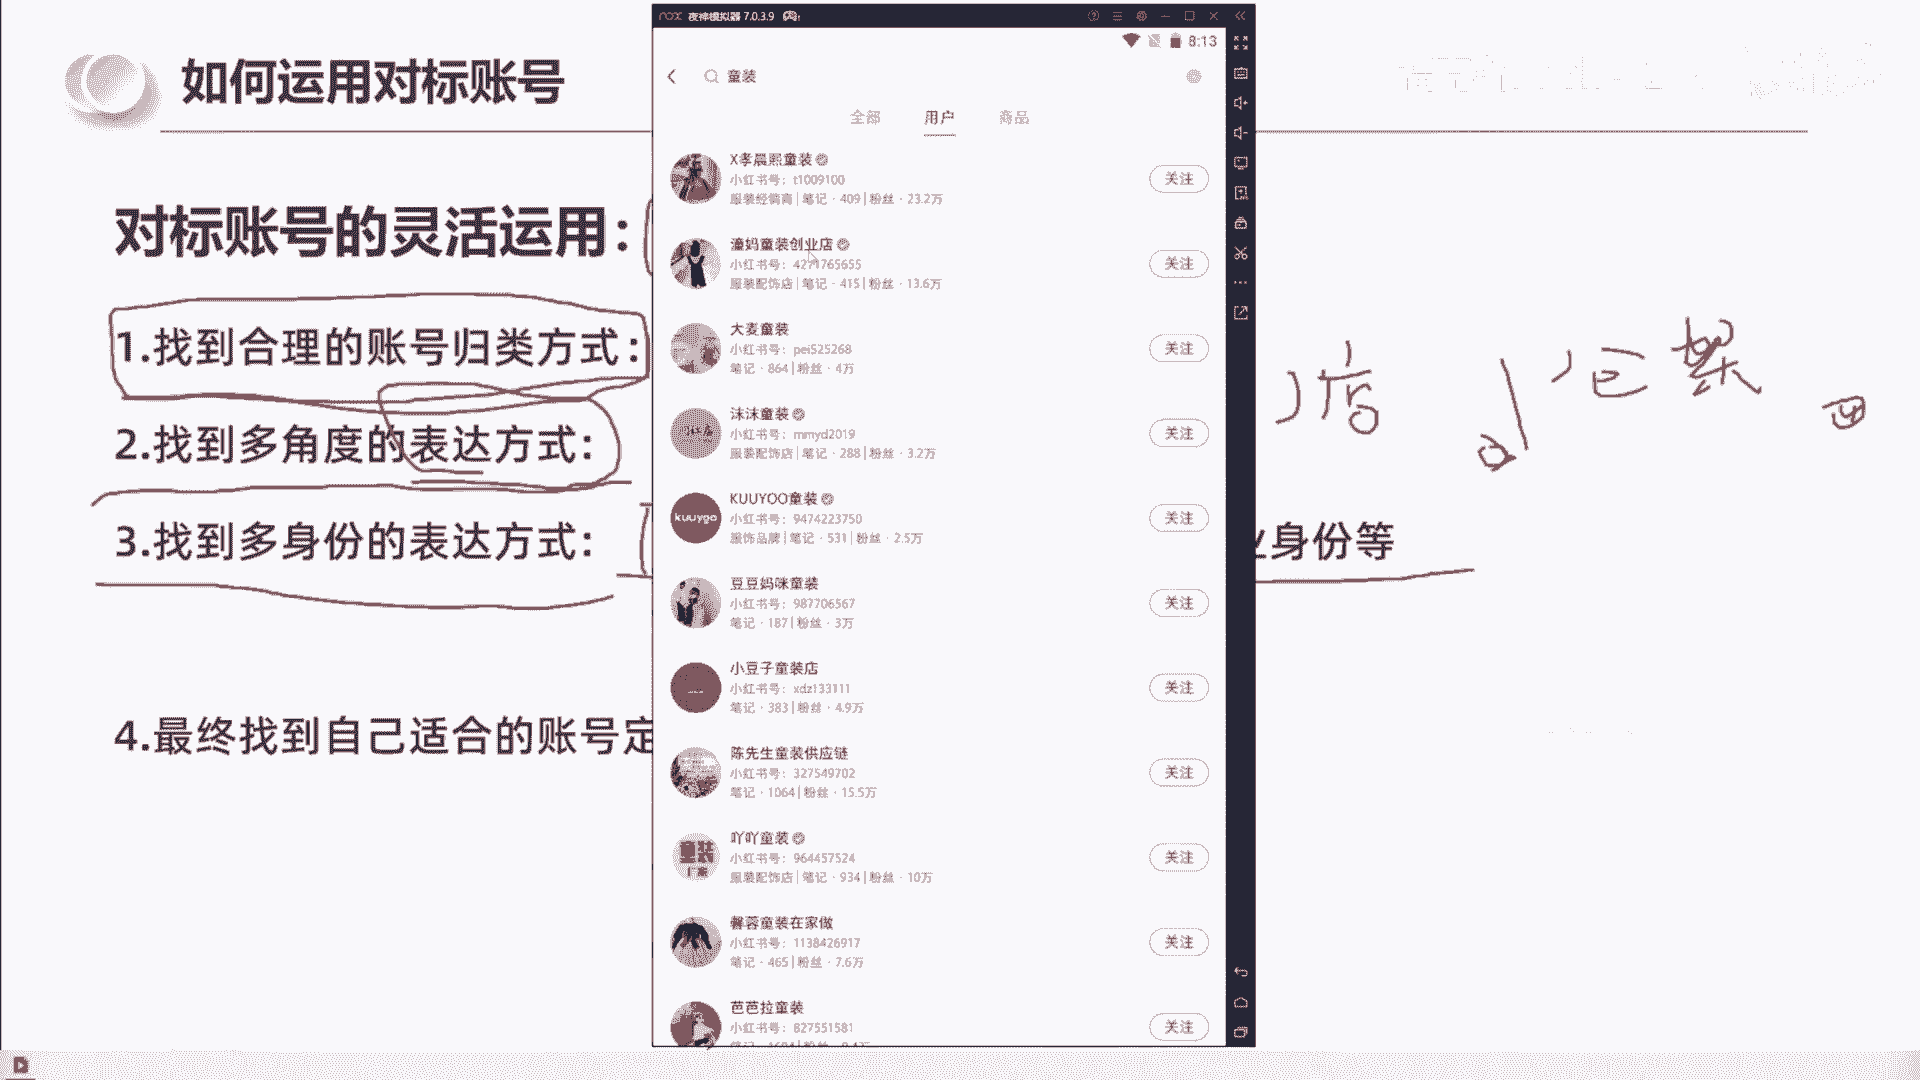 如何运用对标账号
对标账号的灵活运用：
1.找到合理的账号归类方式：
2.找到多角度的表达方式：
3.找到多身份的表达方式：
身份等
4.最终找到自己适合的账号定
nox 夜神模拟器 7.0.3.9
8:13
童装
全部 用户 商品
X孝晨熙童装
小红书号：t1009100
服装经销商 | 笔记 · 409 | 粉丝 · 23.2万
关注
潼妈童装创业店
小红书号：4271765655
服装配饰店 | 笔记 · 415 | 粉丝 · 13.6万
关注
大麦童装
小红书号：pei525268
笔记 · 864 | 粉丝 · 4万
关注
沫沫童装
小红书号：mmyd2019
服装配饰店 | 笔记 · 288 | 粉丝 · 3.2万
关注
kuuyoo
KUUYOO童装
小红书号：9474223750
服饰品牌 | 笔记 · 531 | 粉丝 · 2.5万
关注
豆豆妈咪童装
小红书号：987706567
笔记 · 187 | 粉丝 · 3万
关注
小豆子童装店
小红书号：xdz133111
笔记 · 383 | 粉丝 · 4.9万
关注
陈先生童装供应链
小红书号：327549702
笔记 · 1064 | 粉丝 · 15.5万
关注
童装
厂家
吖吖童装
小红书号：964457524
服装配饰店 | 笔记 · 934 | 粉丝 · 10万
关注
馨蓉童装在家做
小红书号：1138426917
笔记 · 465 | 粉丝 · 7.6万
关注
芭芭拉童装
小红书号：827551581
关注
店